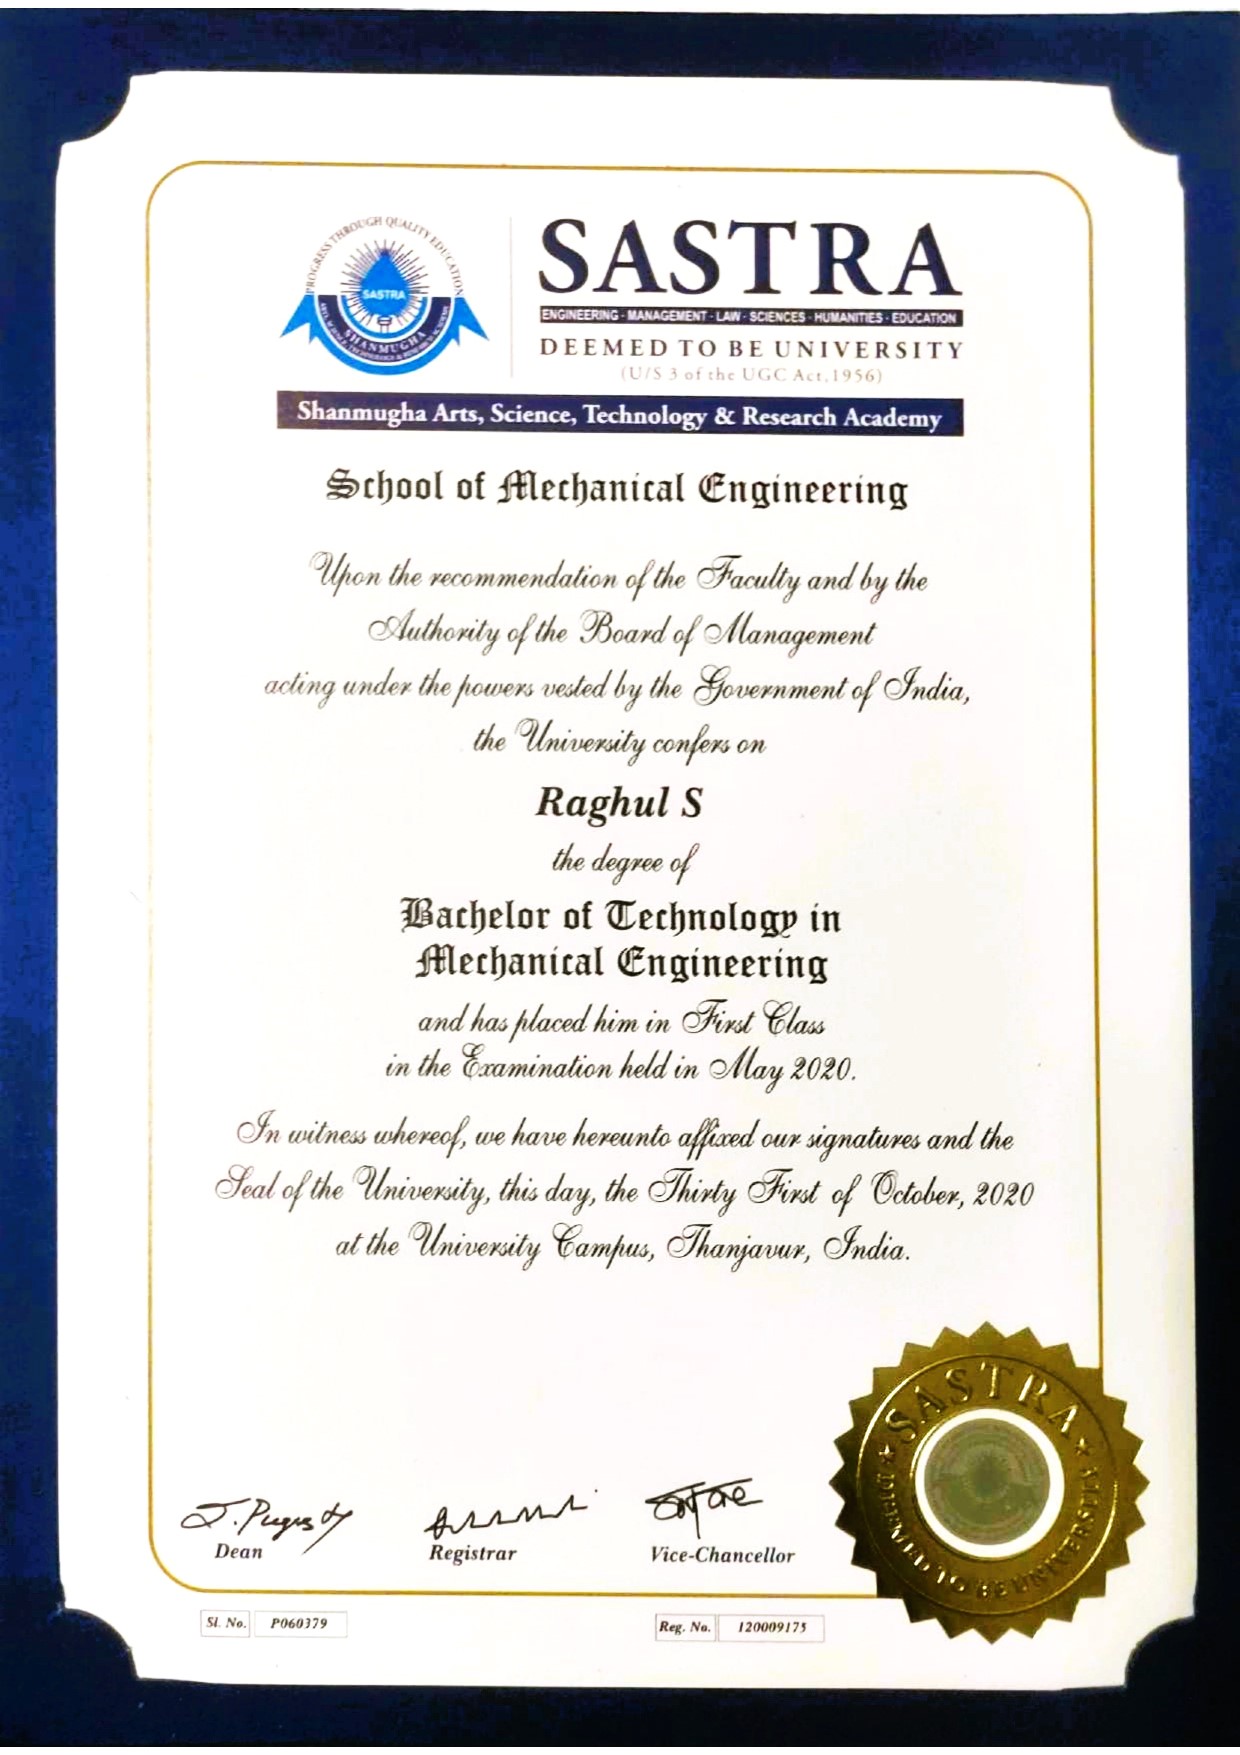 PROGRESS THROUGH QUALITY EDUCATION
SASTRA
SHANMUGHA
ARTS, SCIENCE, TECHNOLOGY & RESEARCH ACADEMY
SASTRA
ENGINEERING · MANAGEMENT · LAW · SCIENCES · HUMANITIES · EDUCATION
DEEMED TO BE UNIVERSITY
(U/S 3 of the UGC Act, 1956)
Shanmugha Arts, Science, Technology & Research Academy
School of Mechanical Engineering
Upon the recommendation of the Faculty and by the
Authority of the Board of Management
acting under the powers vested by the Government of India,
the University confers on
Raghul S
the degree of
Bachelor of Technology in
Mechanical Engineering
and has placed him in First Class
in the Examination held in May 2020.
In witness whereof, we have hereunto affixed our signatures and the
Seal of the University, this day, the Thirty First of October, 2020
at the University Campus, Thanjavur, India.
Dean
Registrar
Vice-Chancellor
SASTRA
DEEMED TO BE UNIVERSITY
Sl. No. P060379
Reg. No. 120009175